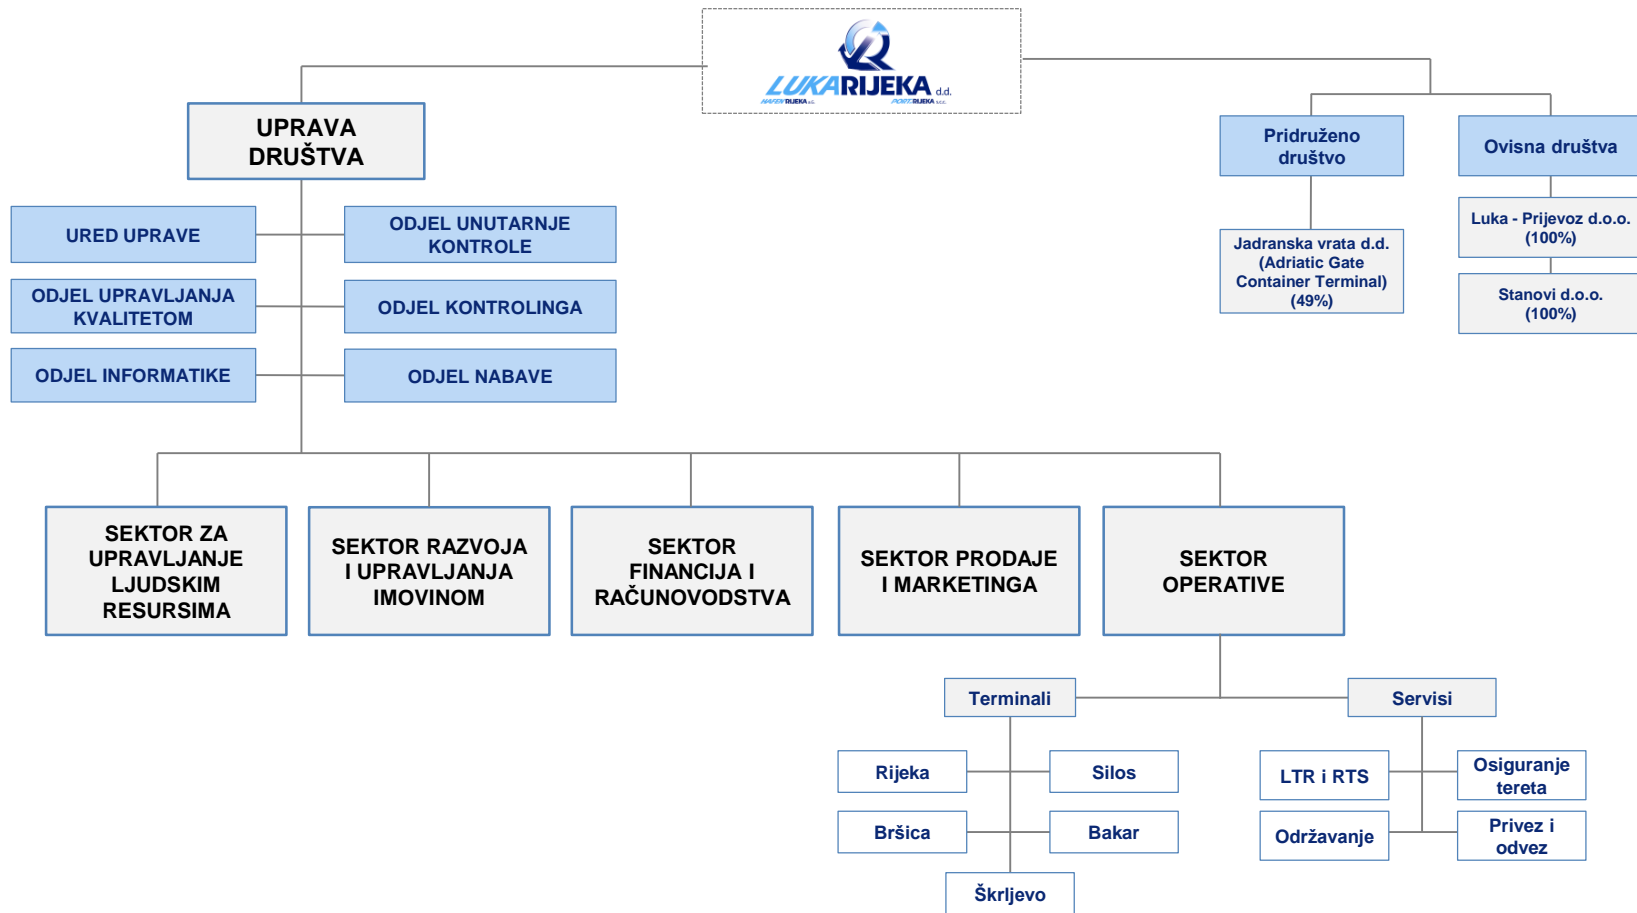 LUKARIJEKA d.d.
HAFENRIJEKA
PORTRIJEKA
UPRAVA
DRUŠTVA
Pridruženo
društvo
Ovisna društva
URED UPRAVE
ODJEL UNUTARNJE
KONTROLE
ODJEL UPRAVLJANJA
KVALITETOM
ODJEL KONTROLINGA
ODJEL INFORMATIKE
ODJEL NABAVE
Jadranska vrata d.d.
(Adriatic Gate
Container Terminal)
(49%)
Luka - Prijevoz d.o.o.
(100%)
Stanovi d.o.o.
(100%)
SEKTOR ZA
UPRAVLJANJE
LJUDSKIM
RESURSIMA
SEKTOR RAZVOJA
I UPRAVLJANJA
IMOVINOM
SEKTOR
FINANCIJA I
RAČUNOVODSTVA
SEKTOR PRODAJE
I MARKETINGA
SEKTOR
OPERATIVE
Terminali
Servisi
Rijeka
Silos
Bršica
Bakar
Škrljevo
LTR i RTS
Osiguranje
tereta
Održavanje
Privez i
odvez